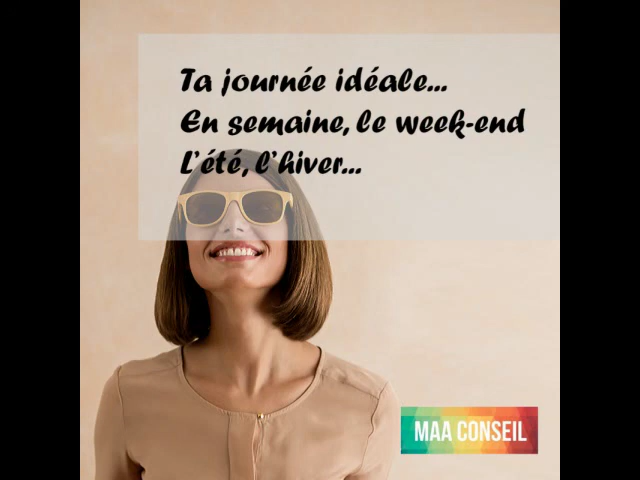 Ta journée idéale...
En semaine, le week-end
L'été, l'hiver...
MAA CONSEIL